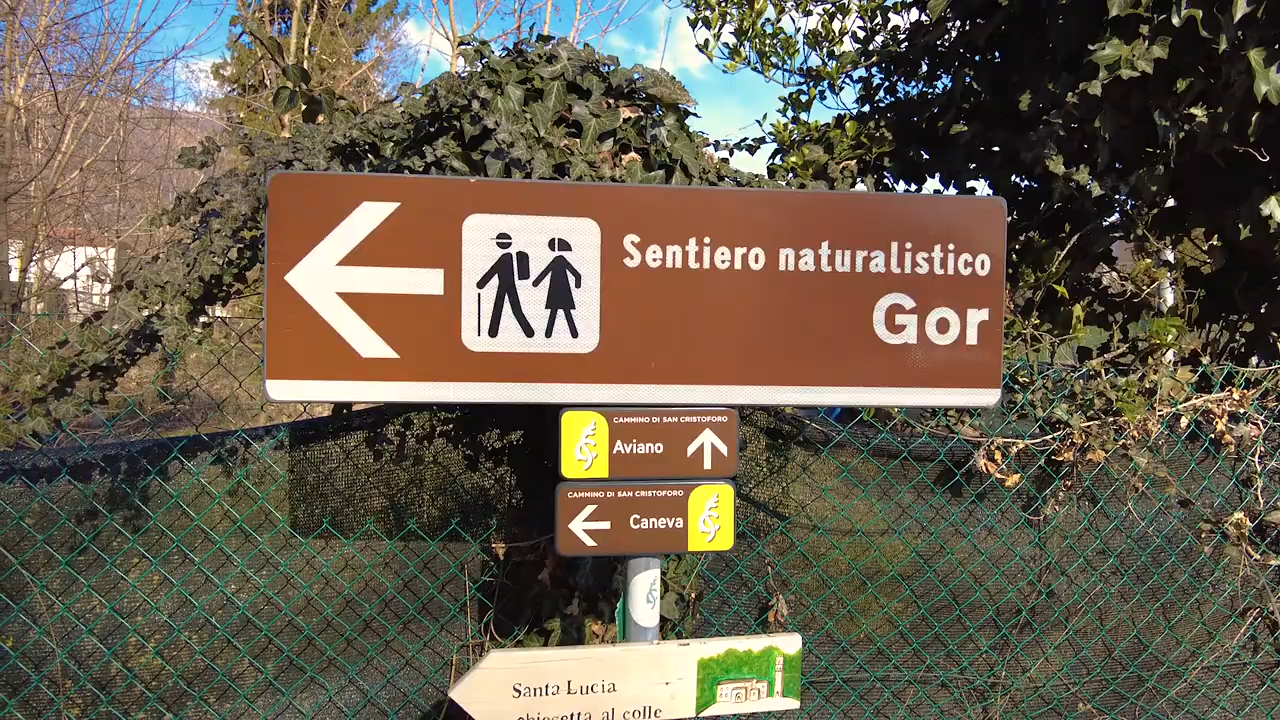 Sentiero naturalistico
Gor
CAMMINO DI SAN CRISTOFORO
Aviano
CAMMINO DI SAN CRISTOFORO
Caneva
Santa Lucia
chiesetta al colle